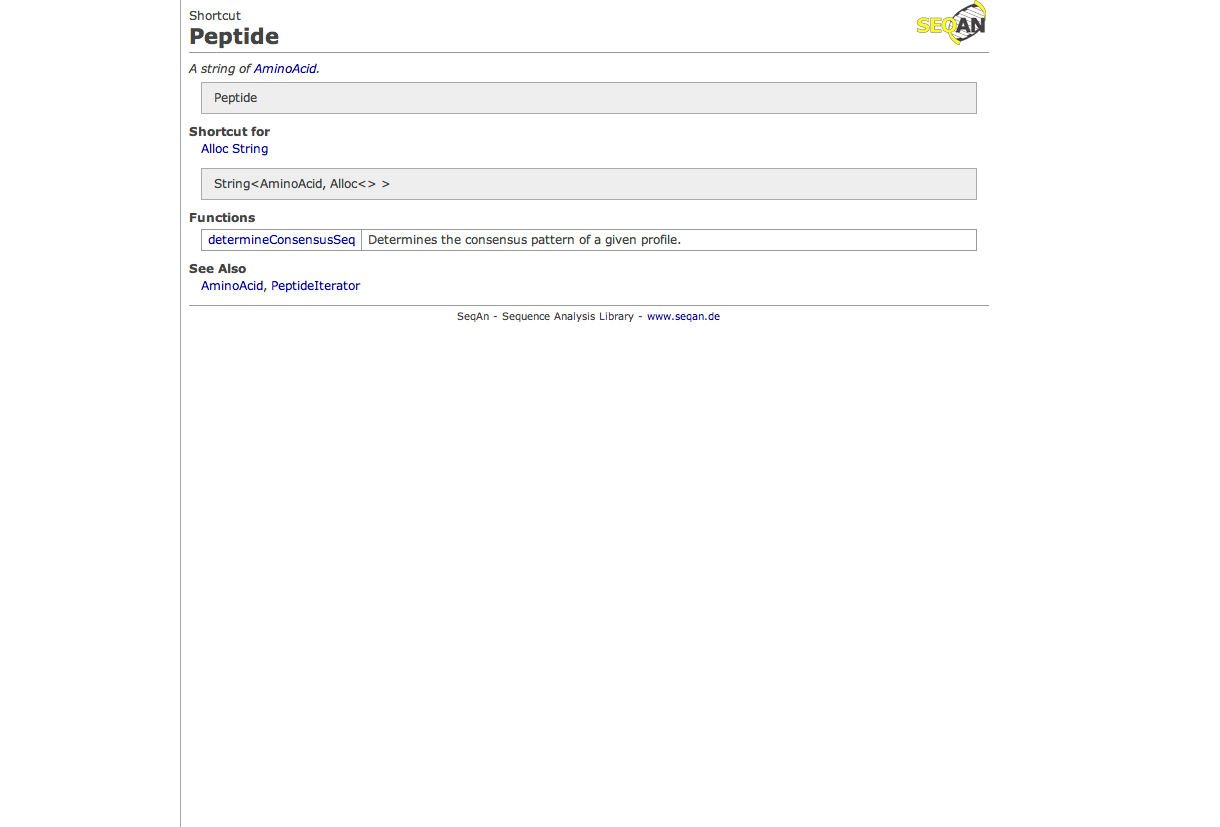 Shortcut
Peptide
SEQAN
A string of AminoAcid.
Peptide
Shortcut for
Alloc String
String<AminoAcid, Alloc<> >
Functions
determineConsensusSeq Determines the consensus pattern of a given profile.
See Also
AminoAcid, PeptideIterator
SeqAn - Sequence Analysis Library - www.seqan.de